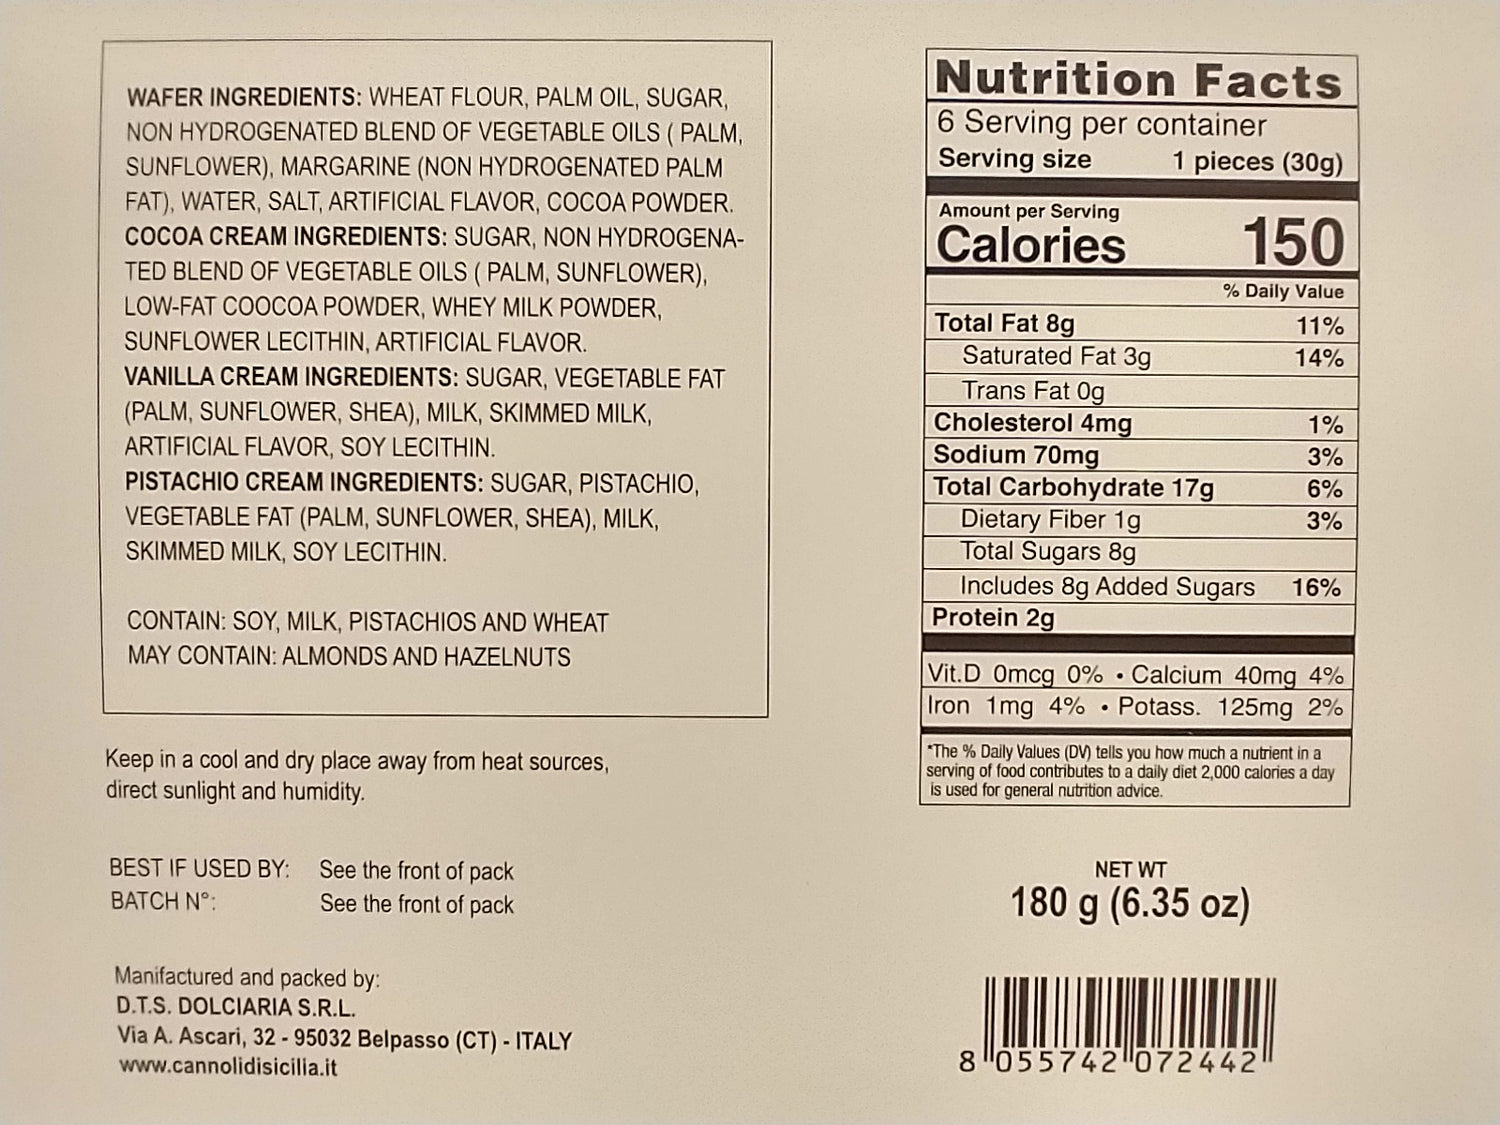 WAFER INGREDIENTS: WHEAT FLOUR, PALM OIL, SUGAR,
NON HYDROGENATED BLEND OF VEGETABLE OILS ( PALM,
SUNFLOWER), MARGARINE (NON HYDROGENATED PALM
FAT), WATER, SALT, ARTIFICIAL FLAVOR, COCOA POWDER.
COCOA CREAM INGREDIENTS: SUGAR, NON HYDROGENA-
TED BLEND OF VEGETABLE OILS ( PALM, SUNFLOWER),
LOW-FAT COOCOA POWDER, WHEY MILK POWDER,
SUNFLOWER LECITHIN, ARTIFICIAL FLAVOR.
VANILLA CREAM INGREDIENTS: SUGAR, VEGETABLE FAT
(PALM, SUNFLOWER, SHEA), MILK, SKIMMED MILK,
ARTIFICIAL FLAVOR, SOY LECITHIN.
PISTACHIO CREAM INGREDIENTS: SUGAR, PISTACHIO,
VEGETABLE FAT (PALM, SUNFLOWER, SHEA), MILK,
SKIMMED MILK, SOY LECITHIN.
CONTAIN: SOY, MILK, PISTACHIOS AND WHEAT
MAY CONTAIN: ALMONDS AND HAZELNUTS
Keep in a cool and dry place away from heat sources,
direct sunlight and humidity.
BEST IF USED BY: See the front of pack
BATCH N°: See the front of pack
Manifactured and packed by:
D.T.S. DOLCIARIA S.R.L.
Via A. Ascari, 32 - 95032 Belpasso (CT) - ITALY
www.cannolidisicilia.it
Nutrition Facts
6 Serving per container
Serving size 1 pieces (30g)
Amount per Serving
Calories 150
% Daily Value
Total Fat 8g 11%
Saturated Fat 3g 14%
Trans Fat 0g
Cholesterol 4mg 1%
Sodium 70mg 3%
Total Carbohydrate 17g 6%
Dietary Fiber 1g 3%
Total Sugars 8g
Includes 8g Added Sugars 16%
Protein 2g
Vit.D 0mcg 0% • Calcium 40mg 4%
Iron 1mg 4% • Potass. 125mg 2%
*The % Daily Values (DV) tells you how much a nutrient in a
serving of food contributes to a daily diet 2,000 calories a day
is used for general nutrition advice.
NET WT
180 g (6.35 oz)
8 055742 072442